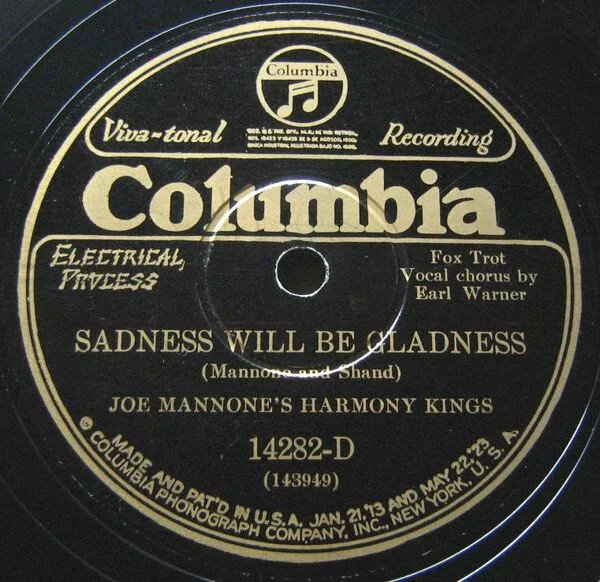 Columbia
Viva-tonal Recording
Columbia
ELECTRICAL
PROCESS
Fox Trot
Vocal chorus by
Earl Warner
SADNESS WILL BE GLADNESS
(Mannone and Shand)
JOE MANNONE'S HARMONY KINGS
14282-D
(143949)
MADE AND PAT'D IN U.S.A. JAN. 21,'13 AND MAY 22,'23
© COLUMBIA PHONOGRAPH COMPANY, INC., NEW YORK, U.S.A.